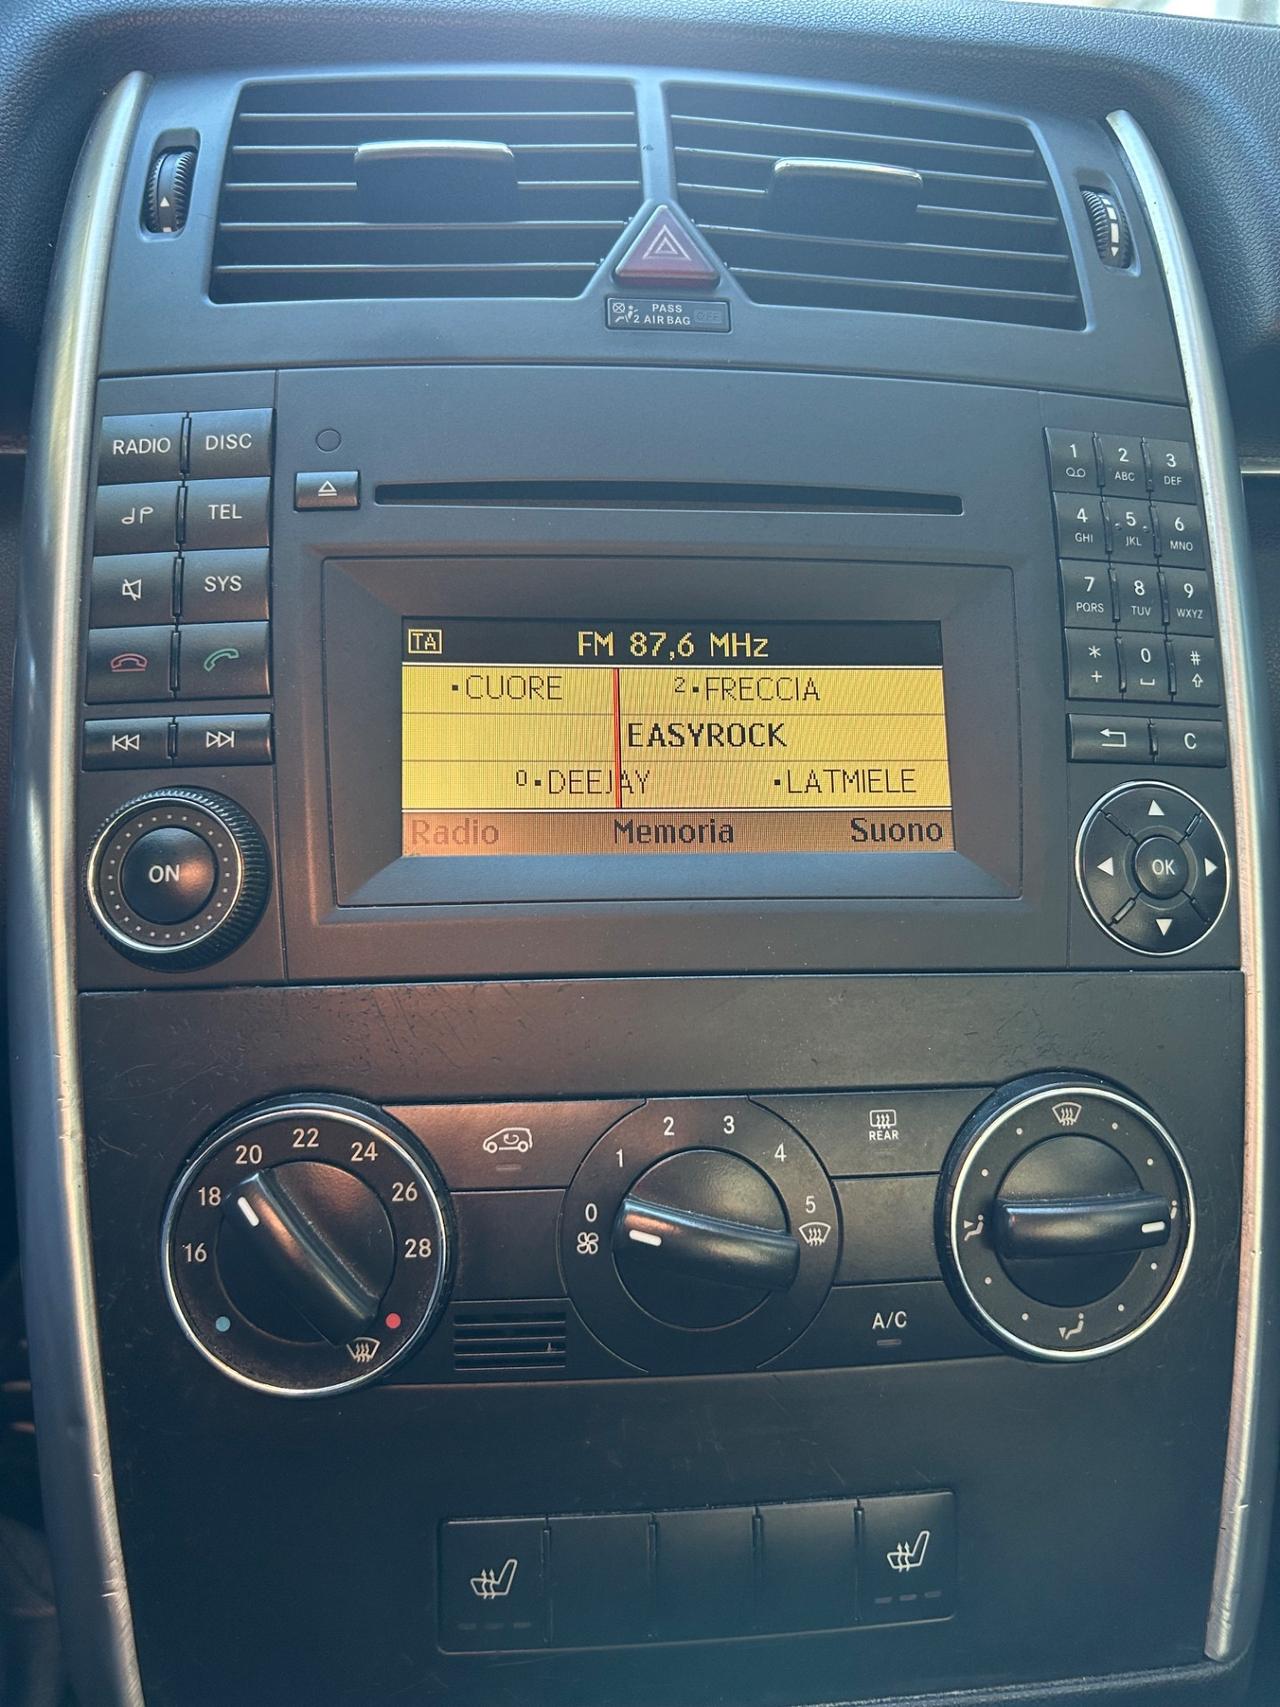 PASS
2 AIRBAG OFF
RADIO DISC
TEL
SYS
ON
1 2 3
ABC DEF
4 5 6
GHI JKL MNO
7 8 9
PQRS TUV WXYZ
* 0 #
+
C
OK
TA FM 87,6 MHz
CUORE 2 FRECCIA
EASYROCK
0 DEEJAY LATMIELE
Radio Memoria Suono
16 18 20 22 24 26 28
0 1 2 3 4 5
REAR
A/C